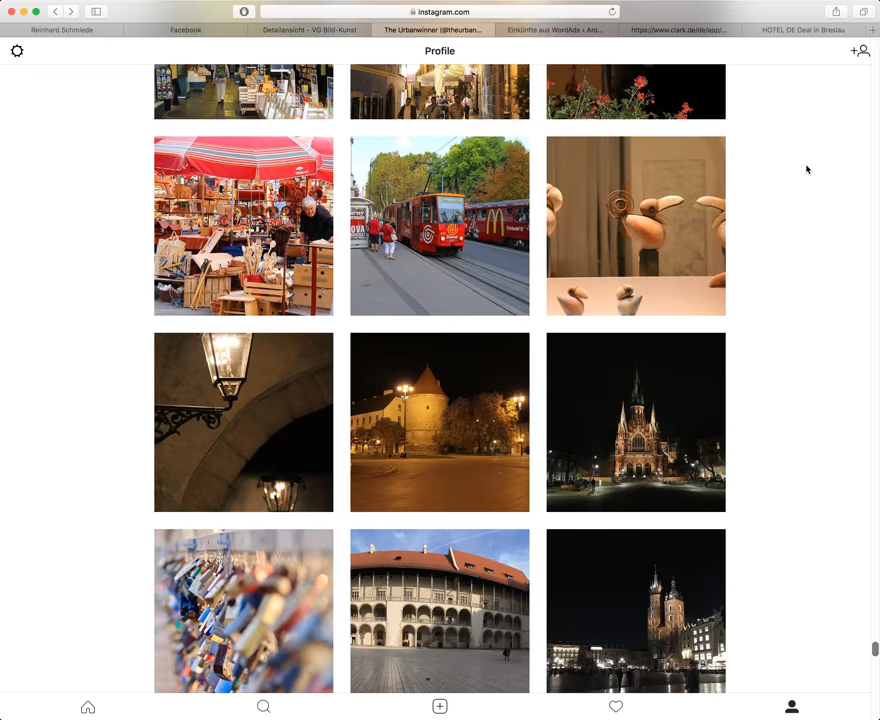 instagram.com
Reinhard Schmiede
Facebook
Detailansicht – VG Bild-Kunst
The Urbanwinner (@theurban...
Einkünfte aus WordAds ‹ Aro...
https://www.clark.de/de/app/...
HOTEL DE Deal in Breslau
Profile